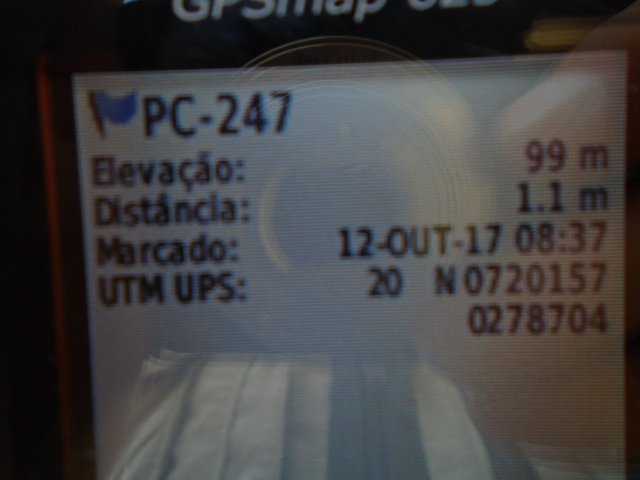 GPSmap 62s
PC-247
Elevação: 99 m
Distância: 1.1 m
Marcado: 12-OUT-17 08:37
UTM UPS: 20 N 0720157
0278704